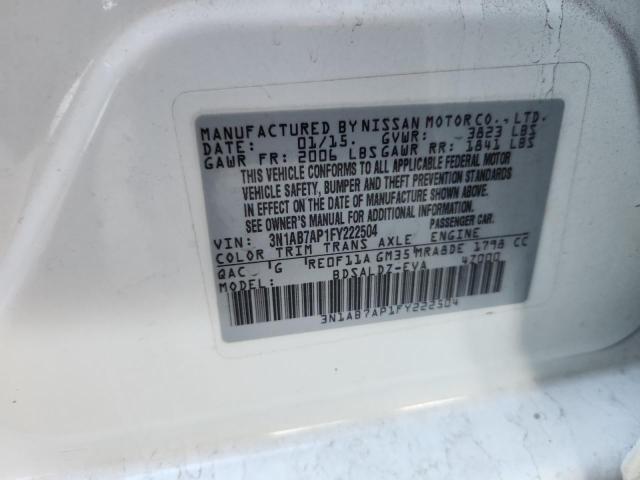 MANUFACTURED BY NISSAN MOTOR CO., LTD.
DATE: 01/15. GVWR: 3823 LBS
GAWR FR: 2006 LBS GAWR RR: 1841 LBS
THIS VEHICLE CONFORMS TO ALL APPLICABLE FEDERAL MOTOR
VEHICLE SAFETY, BUMPER AND THEFT PREVENTION STANDARDS
IN EFFECT ON THE DATE OF MANUFACTURE SHOWN ABOVE.
SEE OWNER'S MANUAL FOR ADDITIONAL INFORMATION.
VIN: 3N1AB7AP1FY222504 PASSENGER CAR.
COLOR TRIM TRANS AXLE ENGINE
QAC G RE0F11A GM35 MRA8DE 1798 CC
MODEL: BDSALDZ-EVA 47000
3N1AB7AP1FY222504